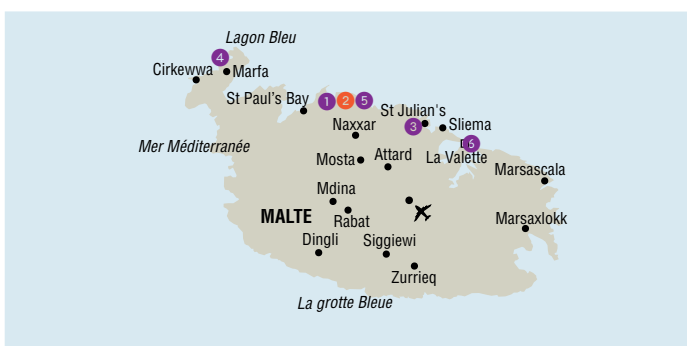 Lagon Bleu
4
Cirkewwa
Marfa
St Paul's Bay
1 2 5
St Julian's
3
Sliema
Naxxar
6
Mer Méditerranée
Mosta
Attard
La Valette
Marsascala
Mdina
MALTE
Rabat
Marsaxlokk
Dingli
Siggiewi
Zurrieq
La grotte Bleue